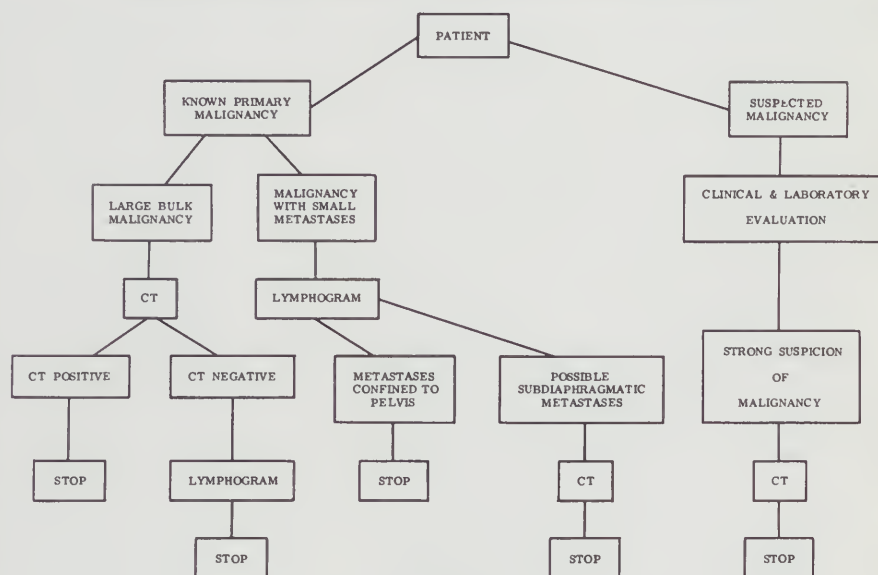 PATIENT
KNOWN PRIMARY
MALIGNANCY
SUSPECTED
MALIGNANCY
LARGE BULK
MALIGNANCY
MALIGNANCY
WITH SMALL
METASTASES
CLINICAL & LABORATORY
EVALUATION
CT
LYMPHOGRAM
CT POSITIVE
CT NEGATIVE
METASTASES
CONFINED TO
PELVIS
POSSIBLE
SUBDIAPHRAGMATIC
METASTASES
STRONG SUSPICION
OF
MALIGNANCY
STOP
LYMPHOGRAM
STOP
CT
CT
STOP
STOP
STOP